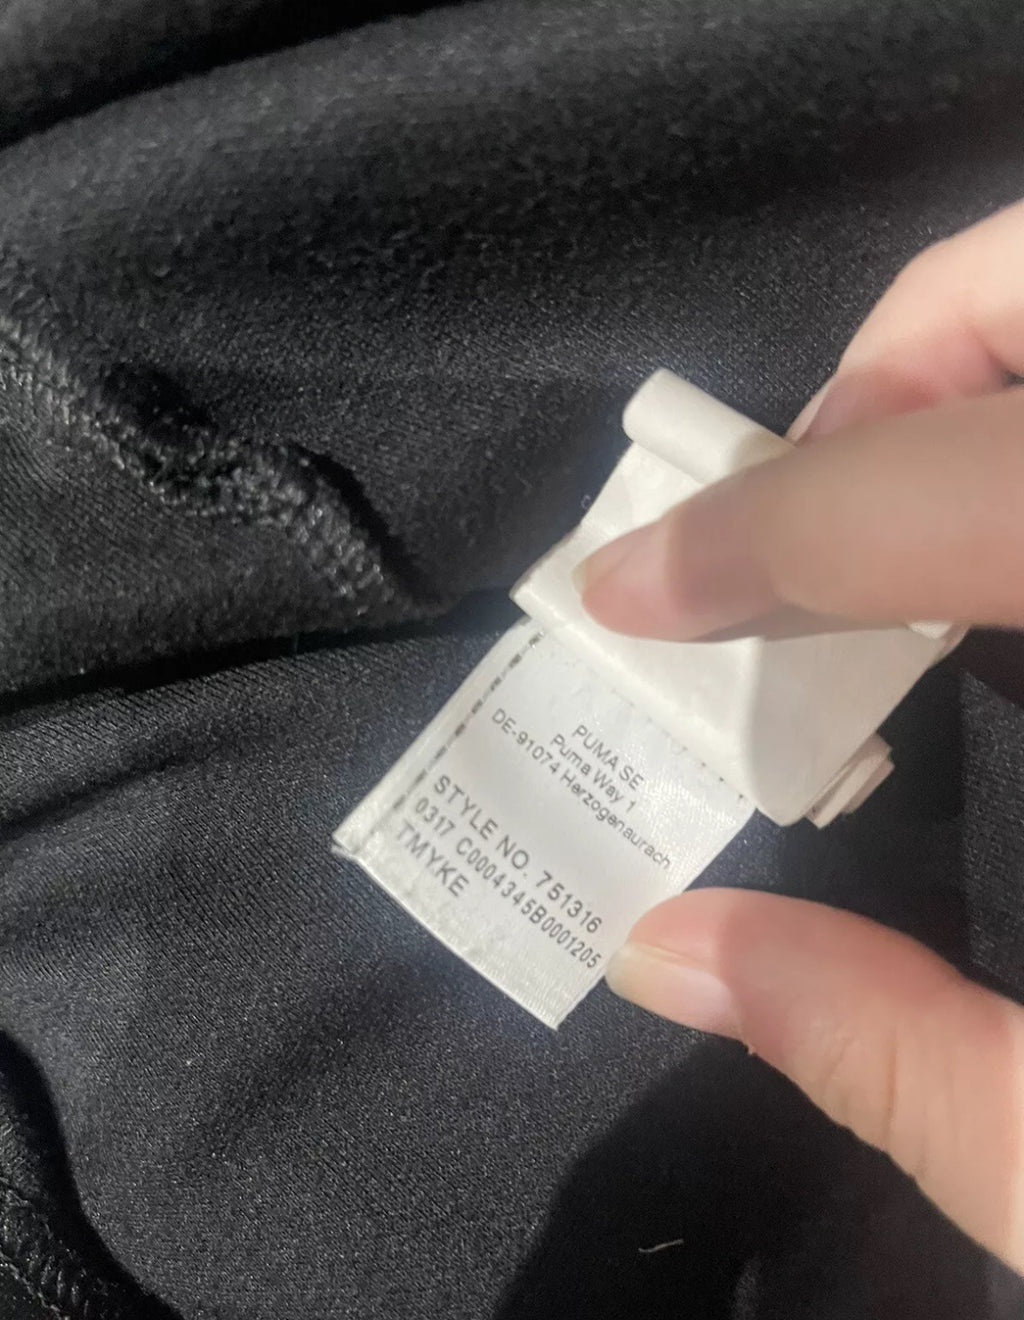 PUMA SE
Puma Way 1
DE-91074 Herzogenaurach
STYLE NO. 751316
0317 C0004345B0001205
TMYKE